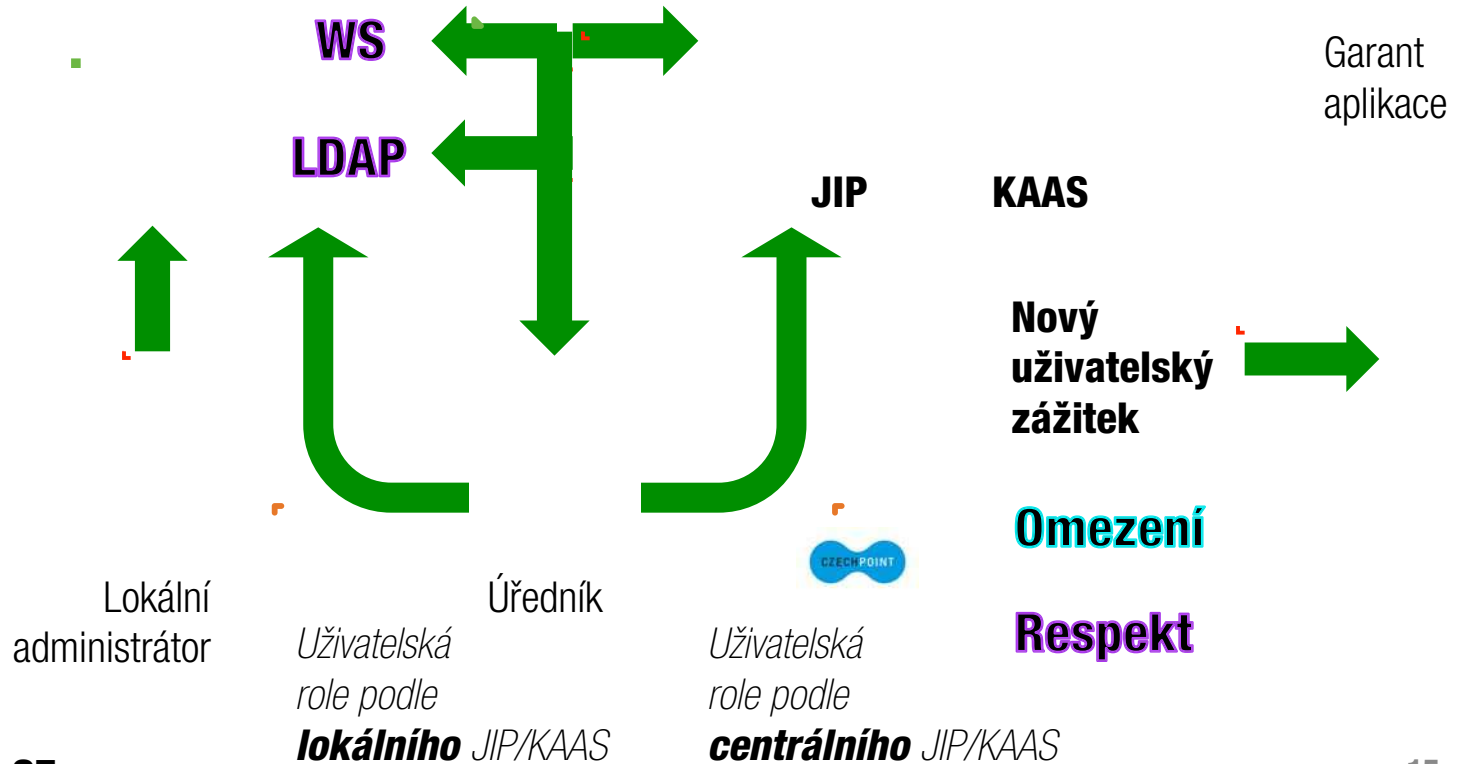 WS
Garant
aplikace
LDAP
JIP
KAAS
Nový
uživatelský
zážitek
Omezení
CZECHPOINT
Respekt
Lokální
administrátor
Úředník
Uživatelská
role podle
lokálního JIP/KAAS
Uživatelská
role podle
centrálního JIP/KAAS